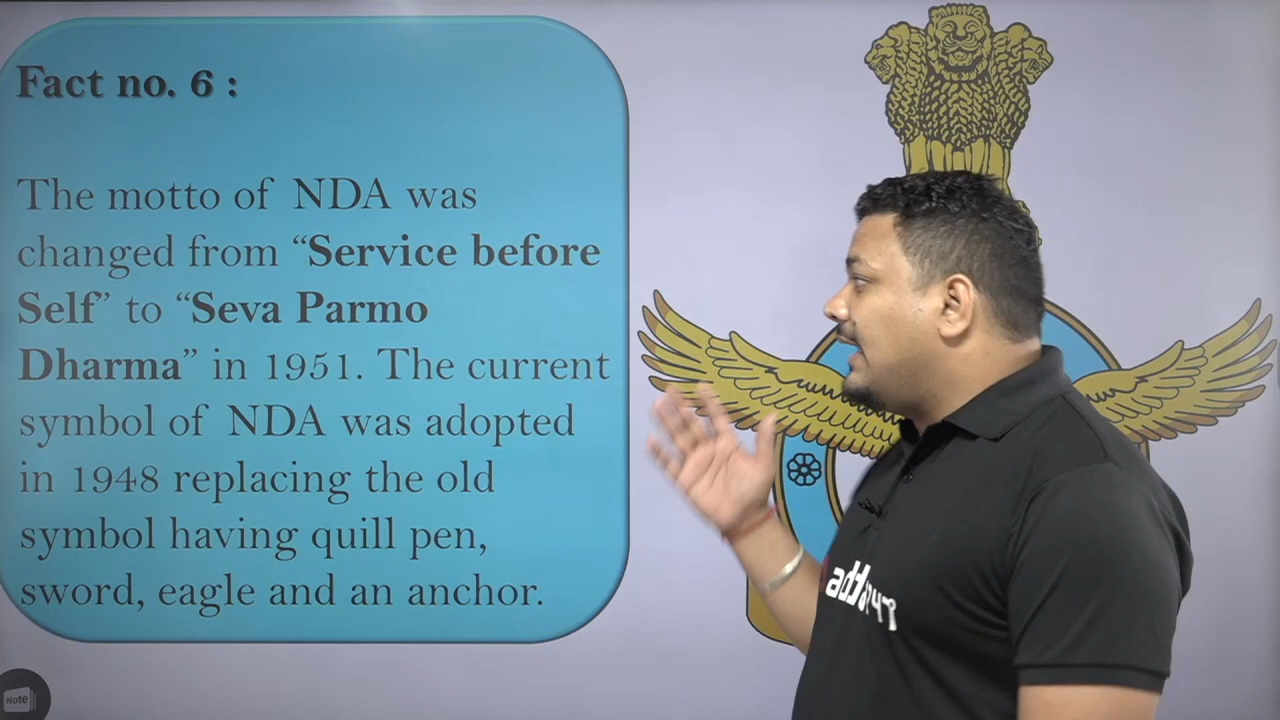 Fact no. 6 :
The motto of NDA was
changed from “Service before
Self” to “Seva Parmo
Dharma” in 1951. The current
symbol of NDA was adopted
in 1948 replacing the old
symbol having quill pen,
sword, eagle and an anchor.
adda247
Note